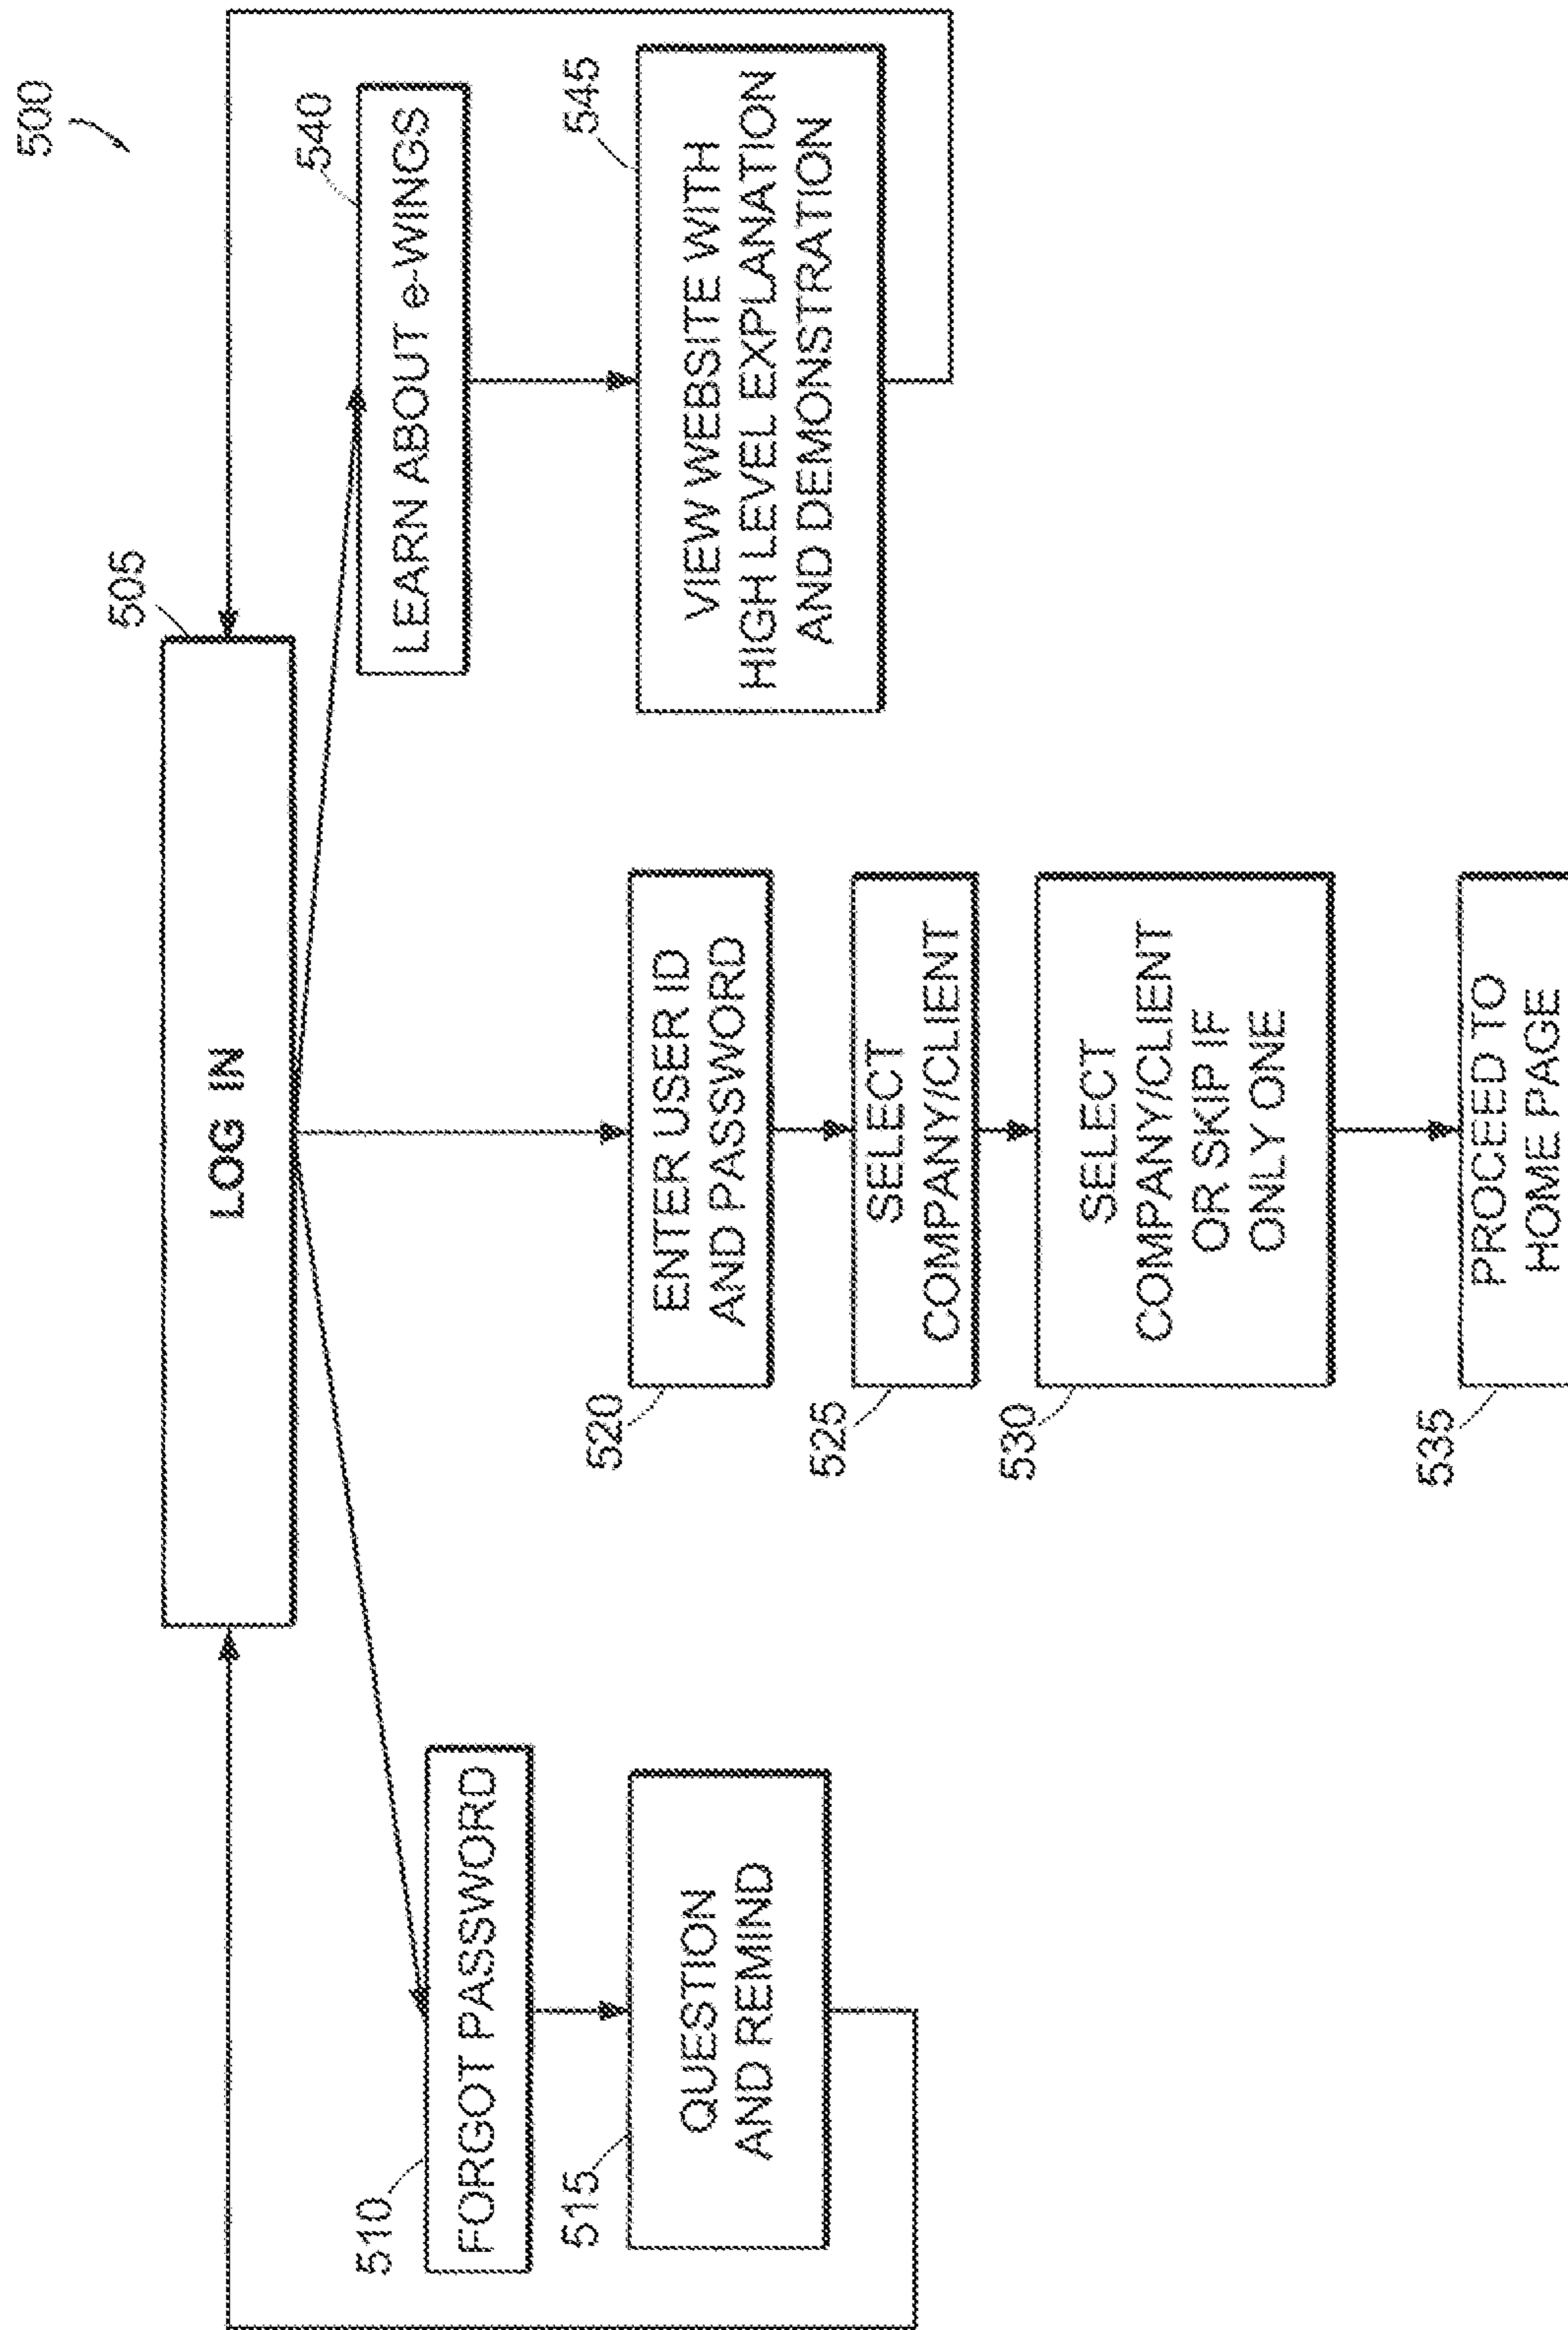 500
505
LOG IN
540
LEARN ABOUT e-WINGS
545
VIEW WEBSITE WITH
HIGH LEVEL EXPLANATION
AND DEMONSTRATION
510
FORGOT PASSWORD
515
QUESTION
AND REMIND
520
ENTER USER ID
AND PASSWORD
525
SELECT
COMPANY/CLIENT
530
SELECT
COMPANY/CLIENT
OR SKIP IF
ONLY ONE
535
PROCEED TO
HOME PAGE